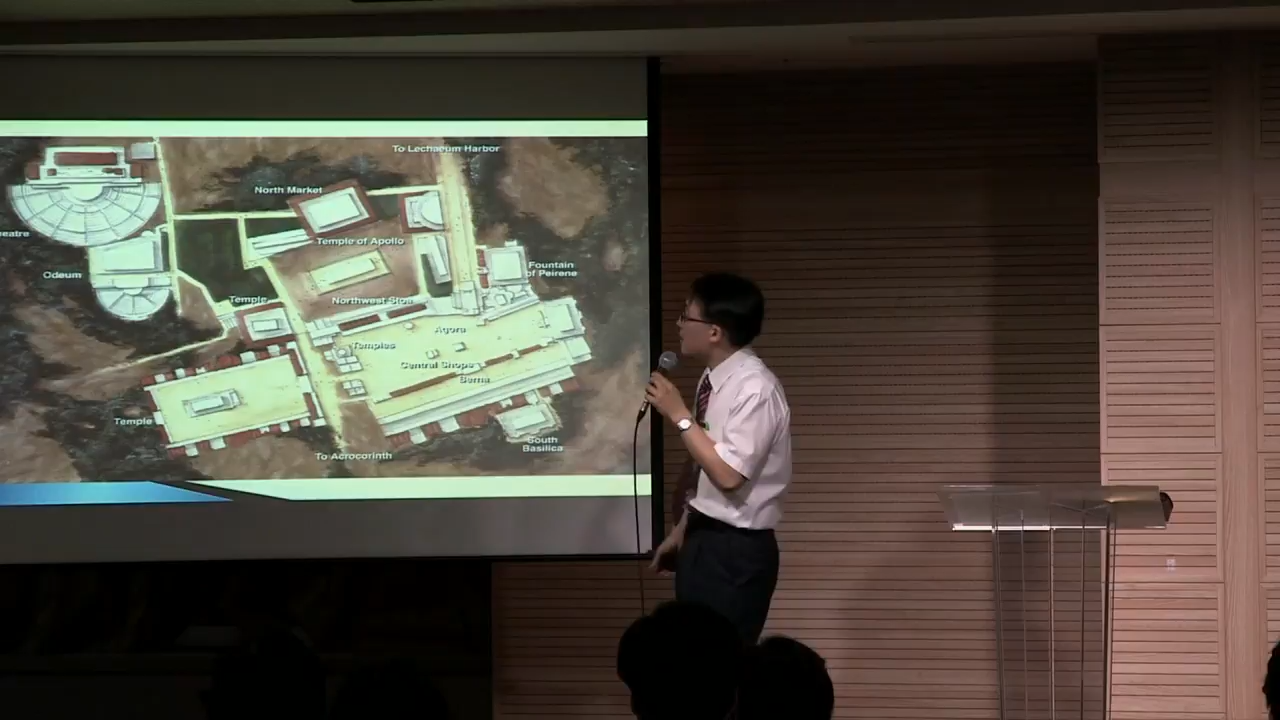 To Lechaeum Harbor
North Market
eatre
Temple of Apollo
Odeum
Fountain
of Peirene
Temple
Northwest Stoa
Agora
Temples
Central Shops
Bema
Temple
South
Basilica
To Acrocorinth